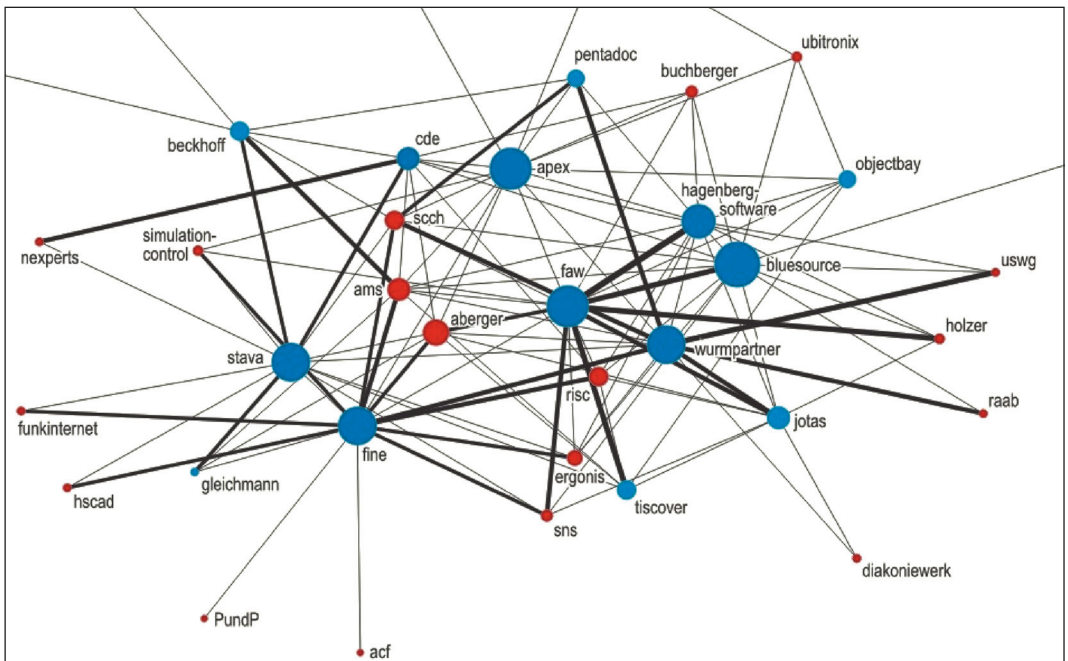 ubitronix
pentadoc
buchberger
beckhoff
cde
apex
objectbay
hagenberg-
software
scch
simulation-
control
nexperts
faw
bluesource
uswg
ams
aberger
holzer
stava
wurmpartner
risc
raab
funkinternet
jotas
fine
ergonis
gleichmann
hscad
tiscover
sns
diakoniewerk
PundP
acf